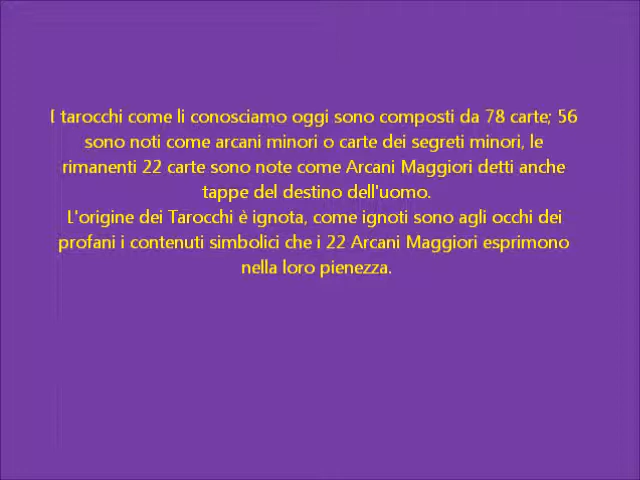 I tarocchi come li conosciamo oggi sono composti da 78 carte; 56
sono noti come arcani minori o carte dei segreti minori, le
rimanenti 22 carte sono note come Arcani Maggiori detti anche
tappe del destino dell'uomo.
L'origine dei Tarocchi è ignota, come ignoti sono agli occhi dei
profani i contenuti simbolici che i 22 Arcani Maggiori esprimono
nella loro pienezza.